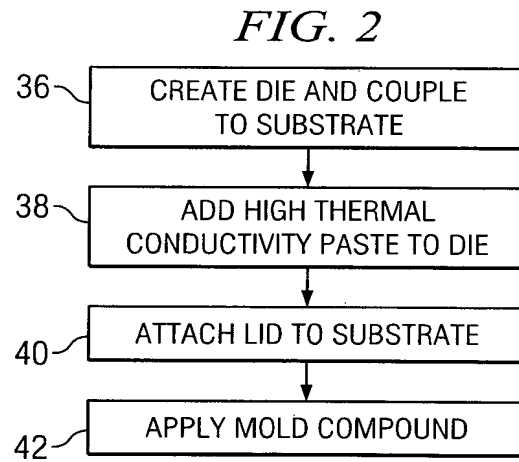 FIG. 2
36
CREATE DIE AND COUPLE
TO SUBSTRATE
38
ADD HIGH THERMAL
CONDUCTIVITY PASTE TO DIE
40
ATTACH LID TO SUBSTRATE
42
APPLY MOLD COMPOUND